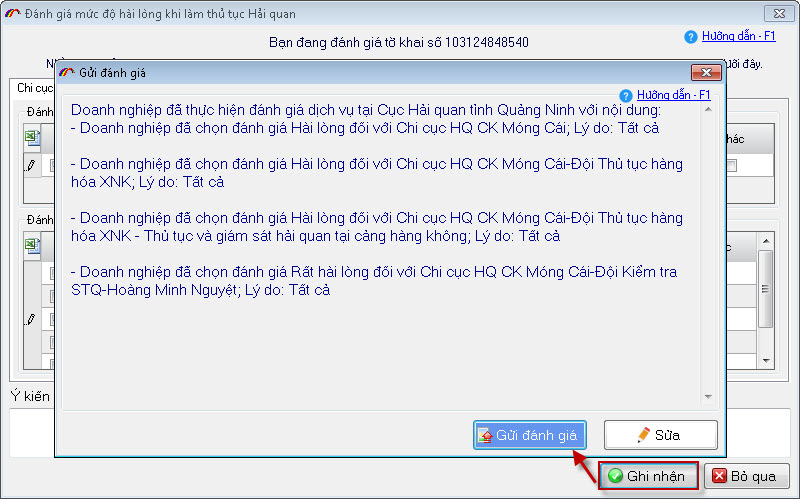 Đánh giá mức độ hài lòng khi làm thủ tục Hải quan
Bạn đang đánh giá tờ khai số 103124848540
Hướng dẫn - F1
dưới đây.
Chi cục
Đánh
Gửi đánh giá
Hướng dẫn - F1
Doanh nghiệp đã thực hiện đánh giá dịch vụ tại Cục Hải quan tỉnh Quảng Ninh với nội dung:
- Doanh nghiệp đã chọn đánh giá Hài lòng đối với Chi cục HQ CK Móng Cái; Lý do: Tất cả
- Doanh nghiệp đã chọn đánh giá Hài lòng đối với Chi cục HQ CK Móng Cái-Đội Thủ tục hàng
hóa XNK; Lý do: Tất cả
- Doanh nghiệp đã chọn đánh giá Hài lòng đối với Chi cục HQ CK Móng Cái-Đội Thủ tục hàng
hóa XNK - Thủ tục và giám sát hải quan tại cảng hàng không; Lý do: Tất cả
- Doanh nghiệp đã chọn đánh giá Rất hài lòng đối với Chi cục HQ CK Móng Cái-Đội Kiểm tra
STQ-Hoàng Minh Nguyệt; Lý do: Tất cả
Đánh
Ý kiến
Gửi đánh giá
Sửa
Ghi nhận
Bỏ qua